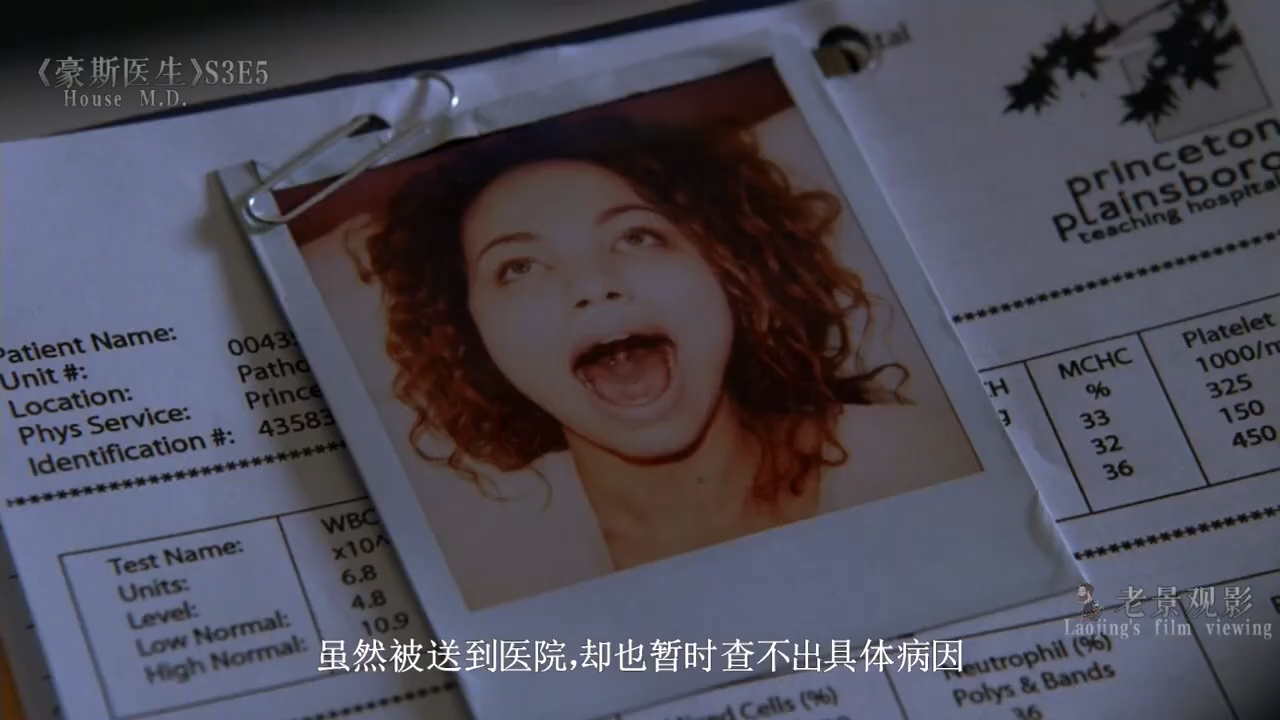 《豪斯医生》S3E5
House M.D.
princeton
plainsboro
teaching hospital
Patient Name:
Unit #:
Location:
Phys Service:
Identification #: 43583
MCHC
%
33
32
36
Platelet
325
150
450
Test Name:
Units:
Level:
Low Normal:
High Normal:
WBC
6.8
4.8
10.9
老景观影
Laojing's film viewing
虽然被送到医院,却也暂时查不出具体病因
Neutrophil (%)
Polys & Bands
36
Cells (%)